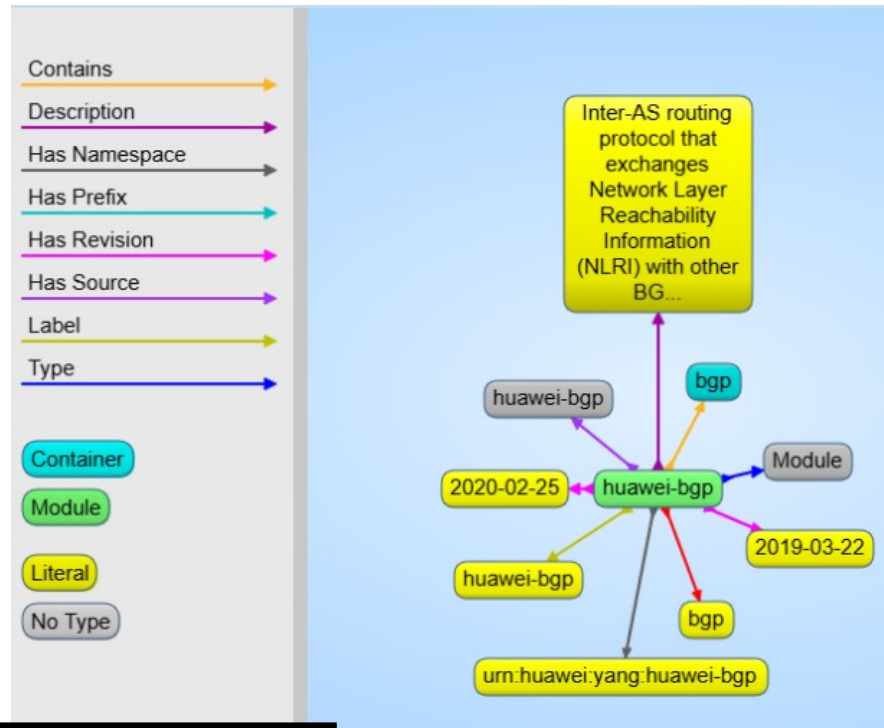 Contains
Description
Has Namespace
Has Prefix
Has Revision
Has Source
Label
Type
Container
Module
Literal
No Type
Inter-AS routing
protocol that
exchanges
Network Layer
Reachability
Information
(NLRI) with other
BG...
bgp
huawei-bgp
Module
2020-02-25
huawei-bgp
2019-03-22
huawei-bgp
bgp
urn:huawei:yang:huawei-bgp